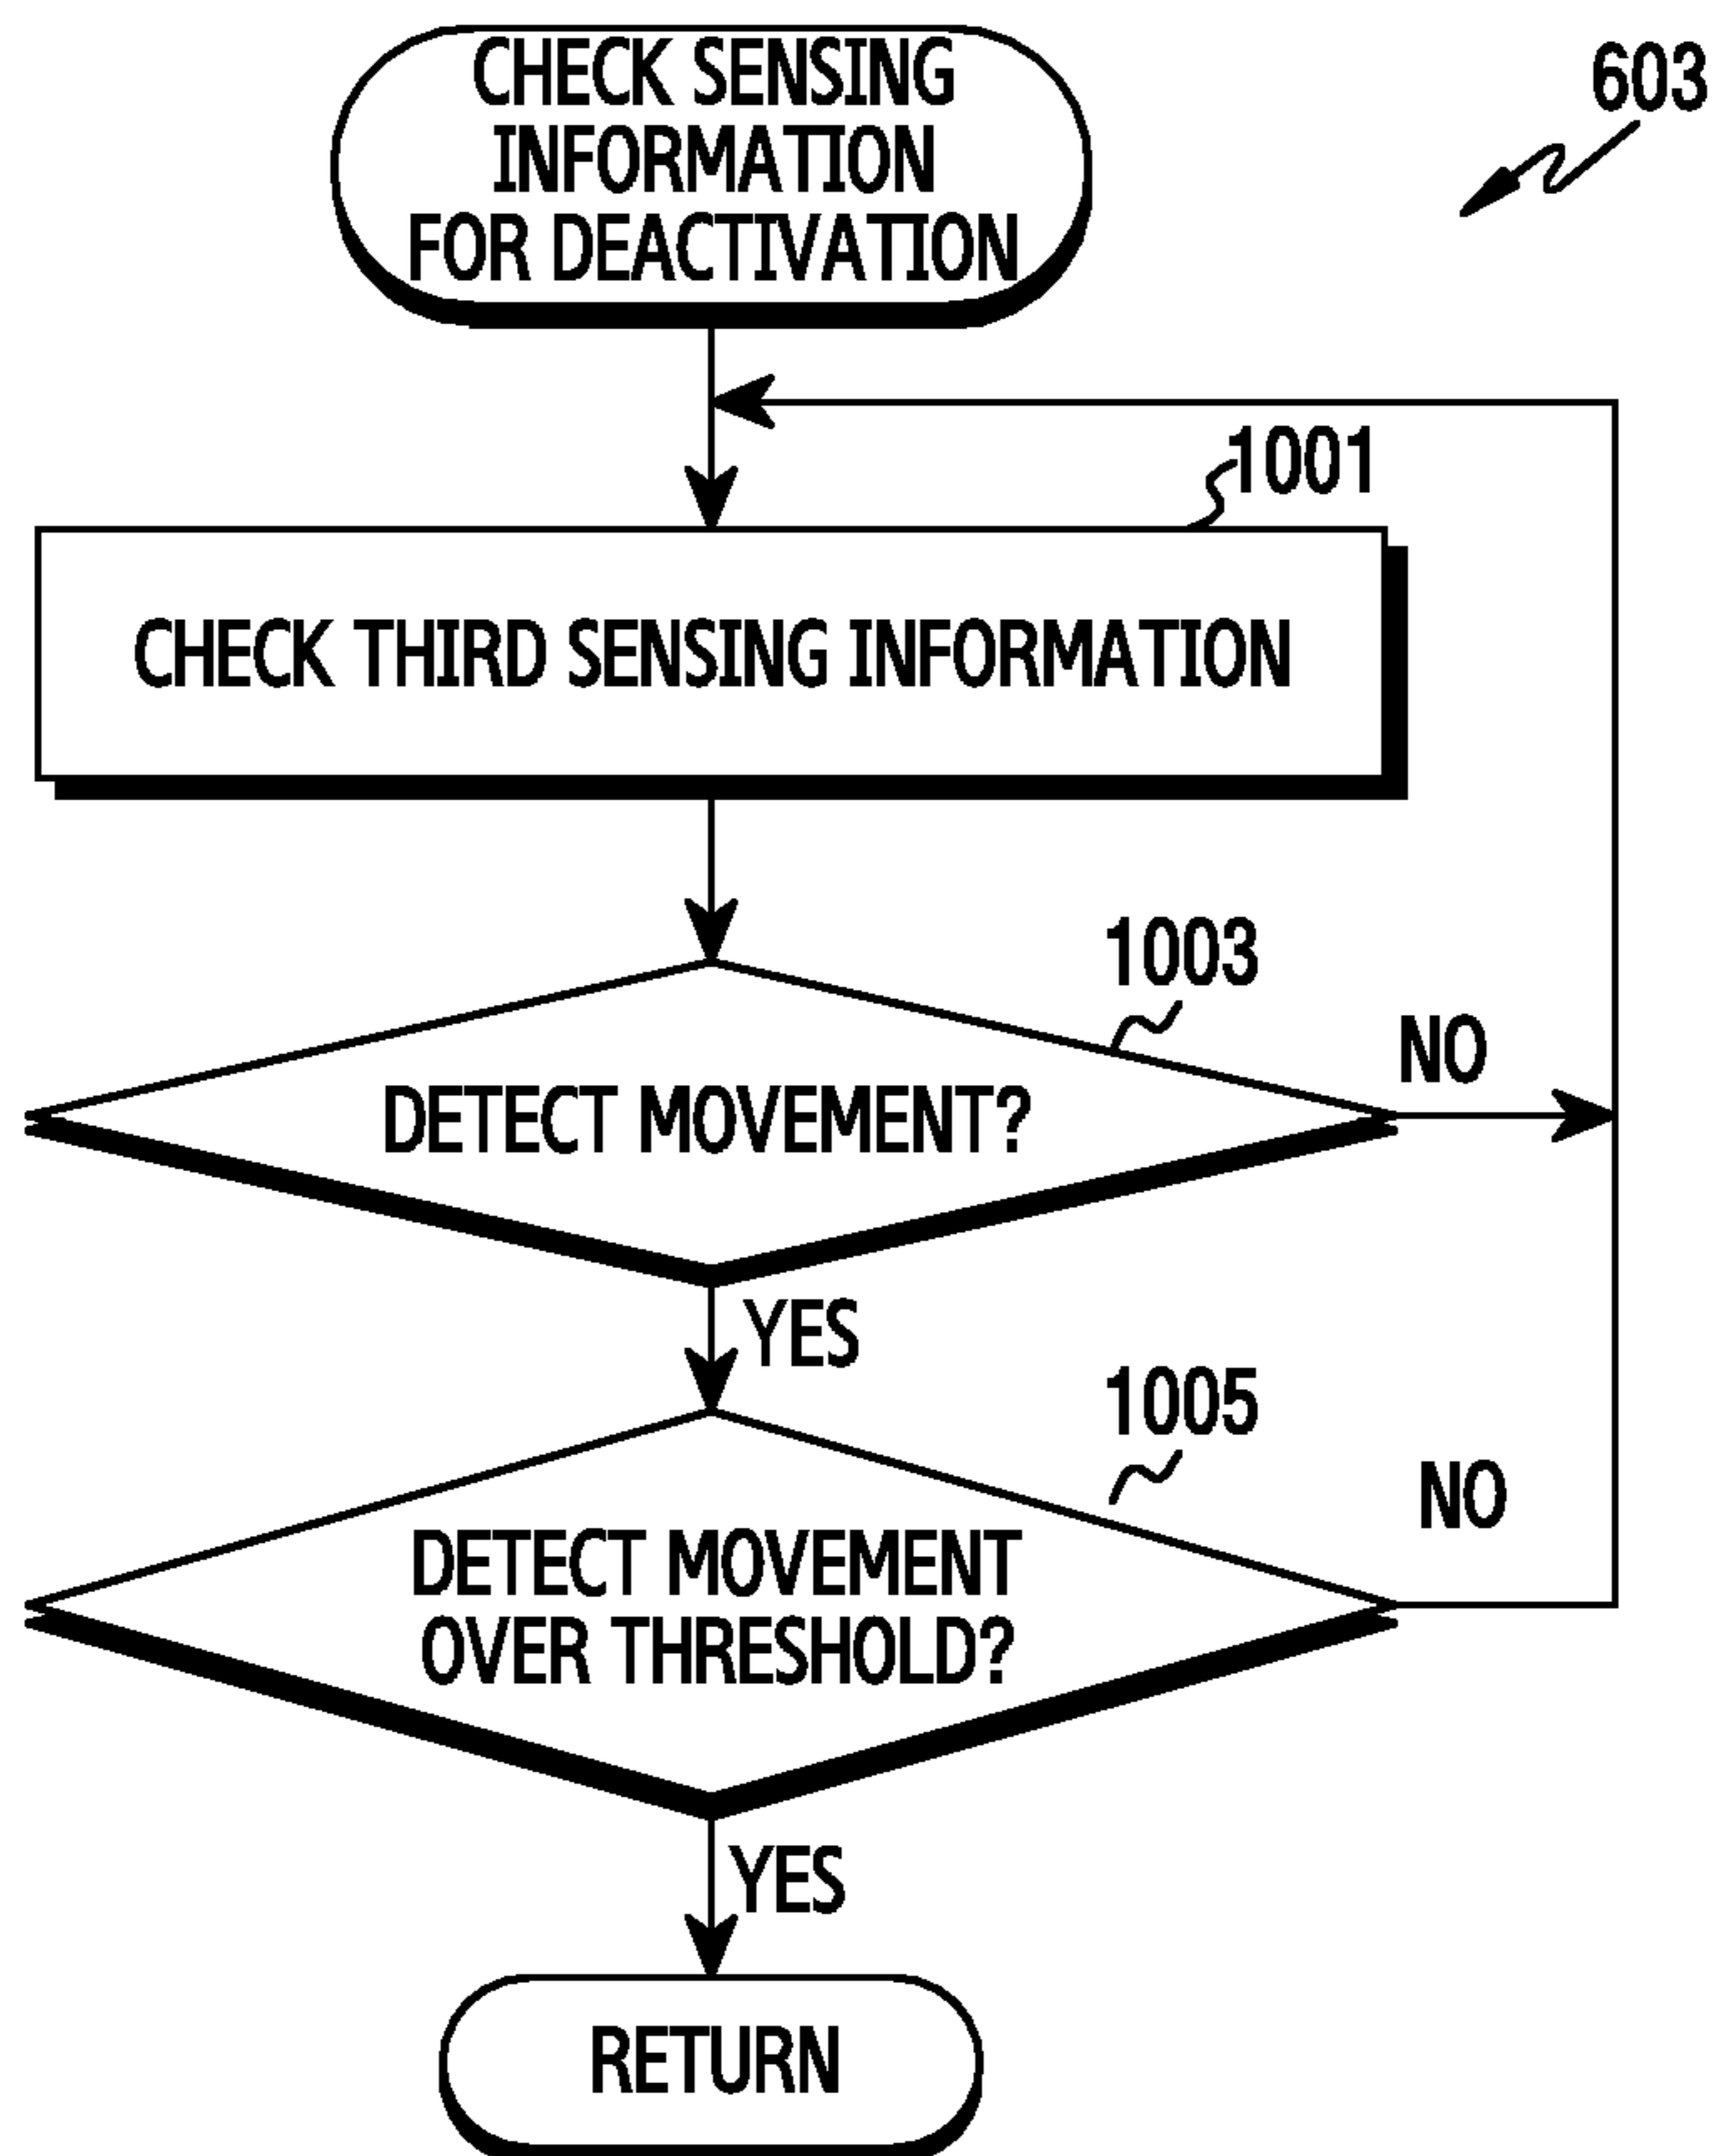 CHECK SENSING
INFORMATION
FOR DEACTIVATION
603
1001
CHECK THIRD SENSING INFORMATION
1003
NO
DETECT MOVEMENT?
YES
1005
NO
DETECT MOVEMENT
OVER THRESHOLD?
YES
RETURN